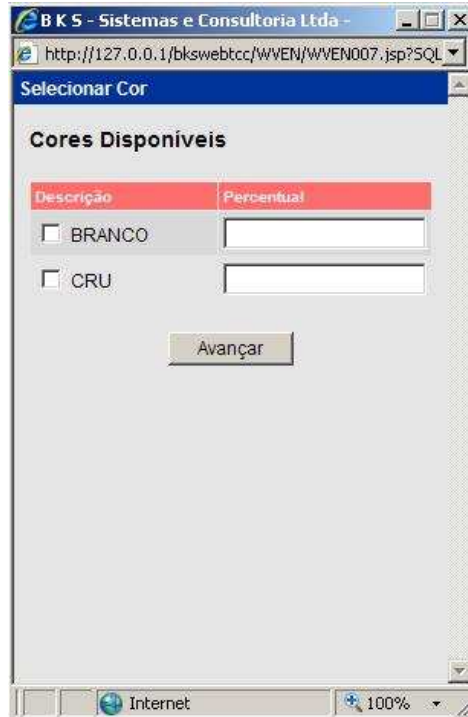 B K S - Sistemas e Consultoria Ltda -
http://127.0.0.1/bkswebtcc/WVEN/WVEN007.jsp?SQL
Selecionar Cor
Cores Disponíveis
Descrição Percentual
BRANCO
CRU
Avançar
Internet 100%